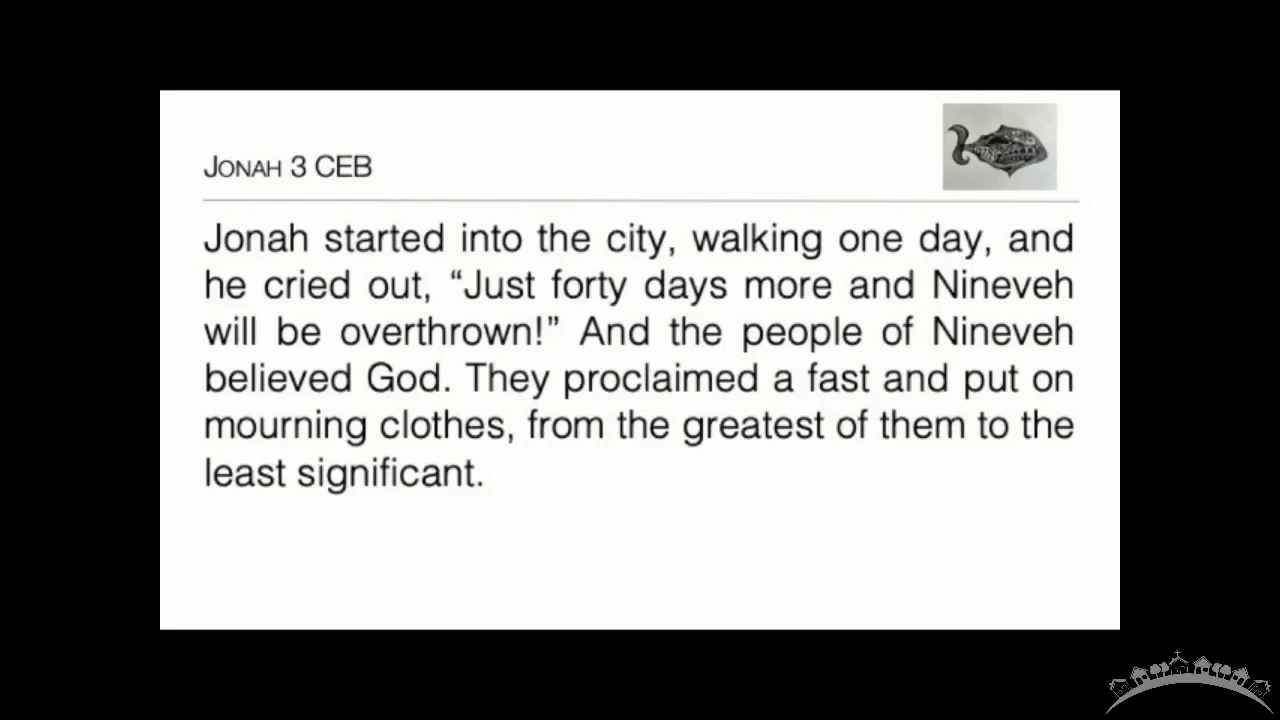 JONAH 3 CEB
Jonah started into the city, walking one day, and
he cried out, “Just forty days more and Nineveh
will be overthrown!” And the people of Nineveh
believed God. They proclaimed a fast and put on
mourning clothes, from the greatest of them to the
least significant.